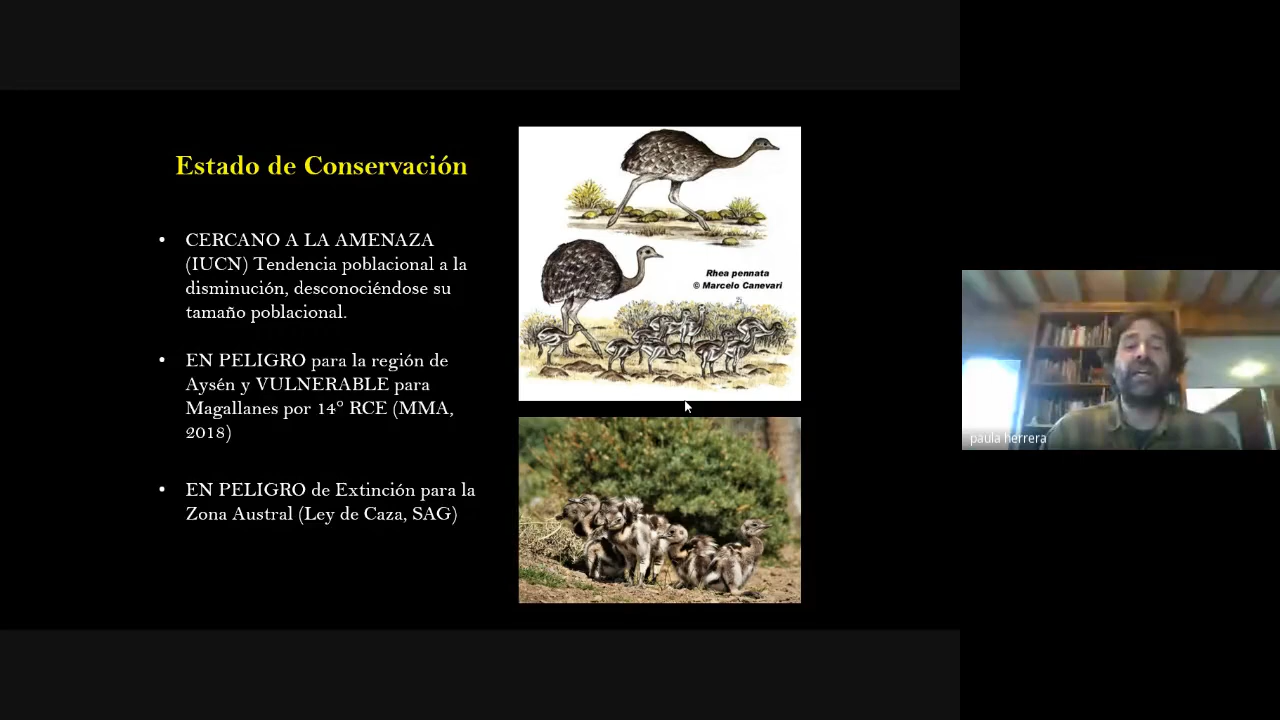 Estado de Conservación
• CERCANO A LA AMENAZA
(IUCN) Tendencia poblacional a la
disminución, desconociéndose su
tamaño poblacional.
• EN PELIGRO para la región de
Aysén y VULNERABLE para
Magallanes por 14° RCE (MMA,
2018)
• EN PELIGRO de Extinción para la
Zona Austral (Ley de Caza, SAG)
Rhea pennata
© Marcelo Canevari
paula herrera